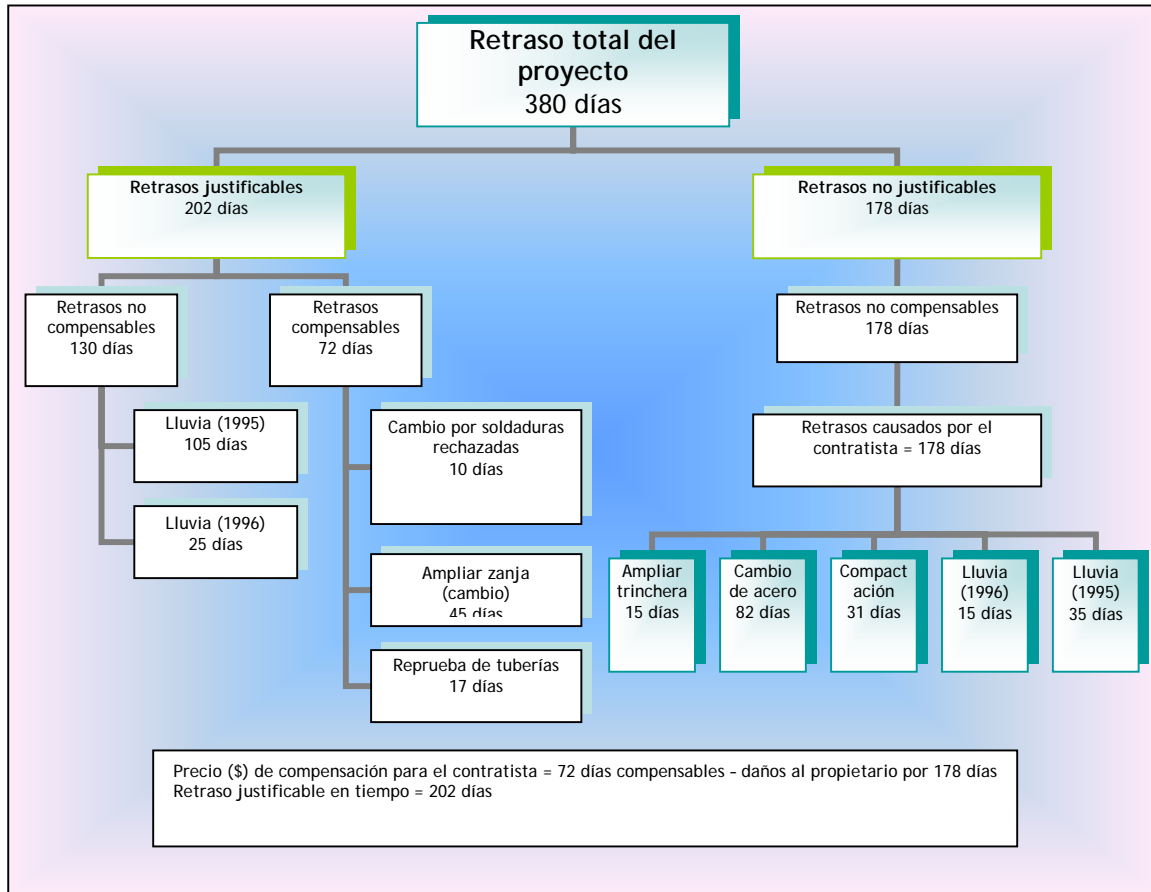 Retraso total del
proyecto
380 días
Retrasos justificables
202 días
Retrasos no justificables
178 días
Retrasos no
compensables
130 días
Retrasos
compensables
72 días
Retrasos no compensables
178 días
Lluvia (1995)
105 días
Lluvia (1996)
25 días
Cambio por soldaduras
rechazadas
10 días
Ampliar zanja
(cambio)
45 días
Reprueba de tuberías
17 días
Retrasos causados por el
contratista = 178 días
Ampliar
trinchera
15 días
Cambio
de acero
82 días
Compact
ación
31 días
Lluvia
(1996)
15 días
Lluvia
(1995)
35 días
Precio ($) de compensación para el contratista = 72 días compensables – daños al propietario por 178 días
Retraso justificable en tiempo = 202 días